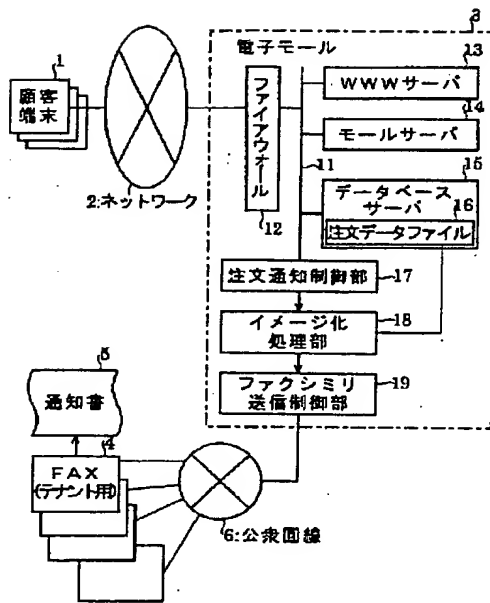 3
電子モール
1
顧客
端末
2:ネットワーク
ファイアウォール
12
11
13
WWWサーバ
14
モールサーバ
15
データベース
サーバ
16
注文データファイル
注文通知制御部
17
イメージ化
処理部
18
ファクシミリ
送信制御部
19
5
通知書
4
FAX
(テナント用)
6:公衆回線